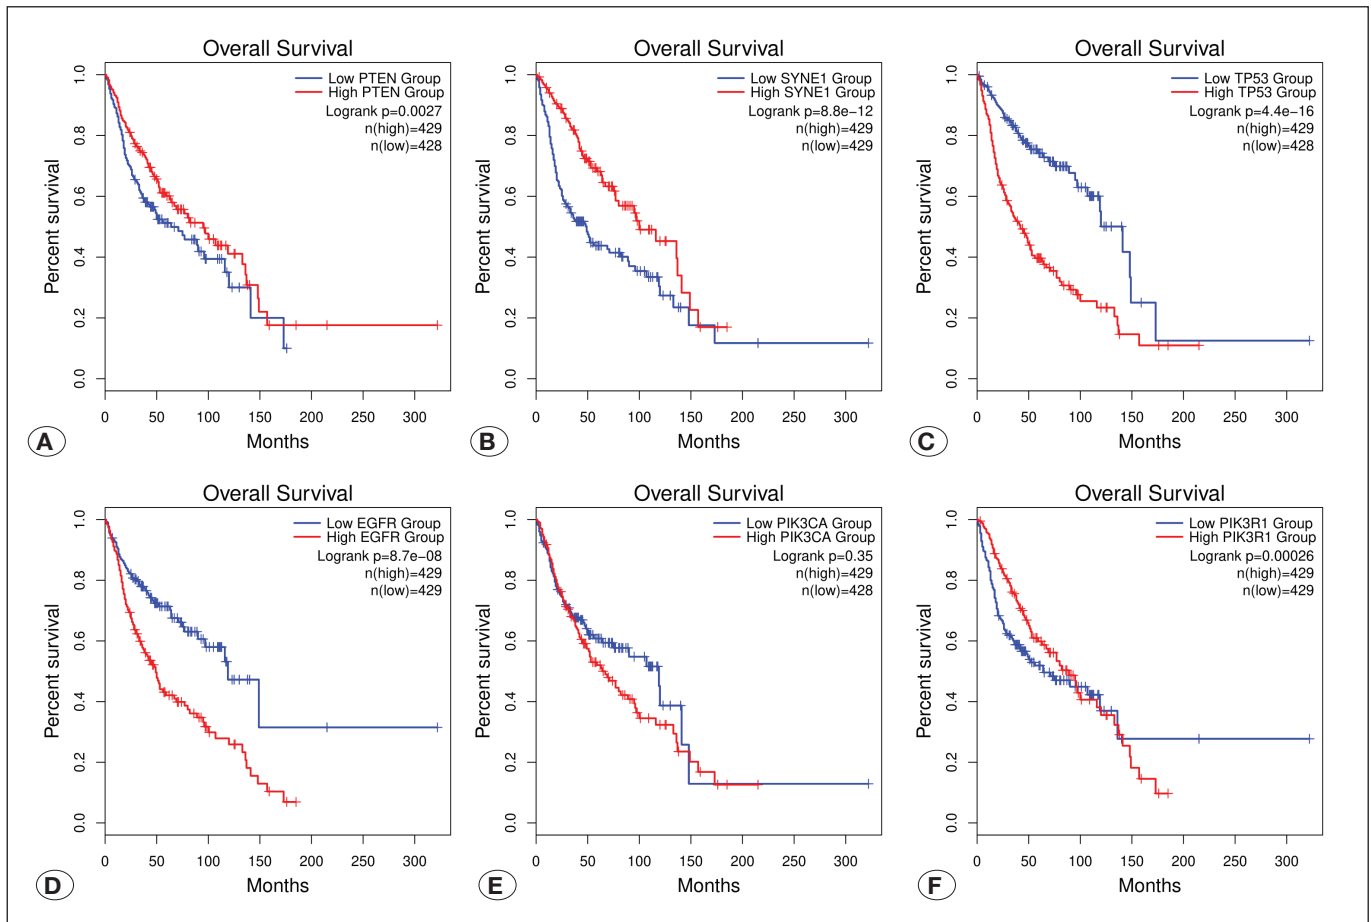 Overall Survival
Low PTEN Group
High PTEN Group
Logrank p=0.0027
n(high)=429
n(low)=428
Percent survival
1.0
0.8
0.6
0.4
0.2
0.0
0 50 100 150 200 250 300
Months
A
Overall Survival
Low SYNE1 Group
High SYNE1 Group
Logrank p=8.8e−12
n(high)=429
n(low)=429
Percent survival
1.0
0.8
0.6
0.4
0.2
0.0
0 50 100 150 200 250 300
Months
B
Overall Survival
Low TP53 Group
High TP53 Group
Logrank p=4.4e−16
n(high)=429
n(low)=428
Percent survival
1.0
0.8
0.6
0.4
0.2
0.0
0 50 100 150 200 250 300
Months
C
Overall Survival
Low EGFR Group
High EGFR Group
Logrank p=8.7e−08
n(high)=429
n(low)=429
Percent survival
1.0
0.8
0.6
0.4
0.2
0.0
0 50 100 150 200 250 300
Months
D
Overall Survival
Low PIK3CA Group
High PIK3CA Group
Logrank p=0.35
n(high)=429
n(low)=428
Percent survival
1.0
0.8
0.6
0.4
0.2
0.0
0 50 100 150 200 250 300
Months
E
Overall Survival
Low PIK3R1 Group
High PIK3R1 Group
Logrank p=0.00026
n(high)=429
n(low)=429
Percent survival
1.0
0.8
0.6
0.4
0.2
0.0
0 50 100 150 200 250 300
Months
F